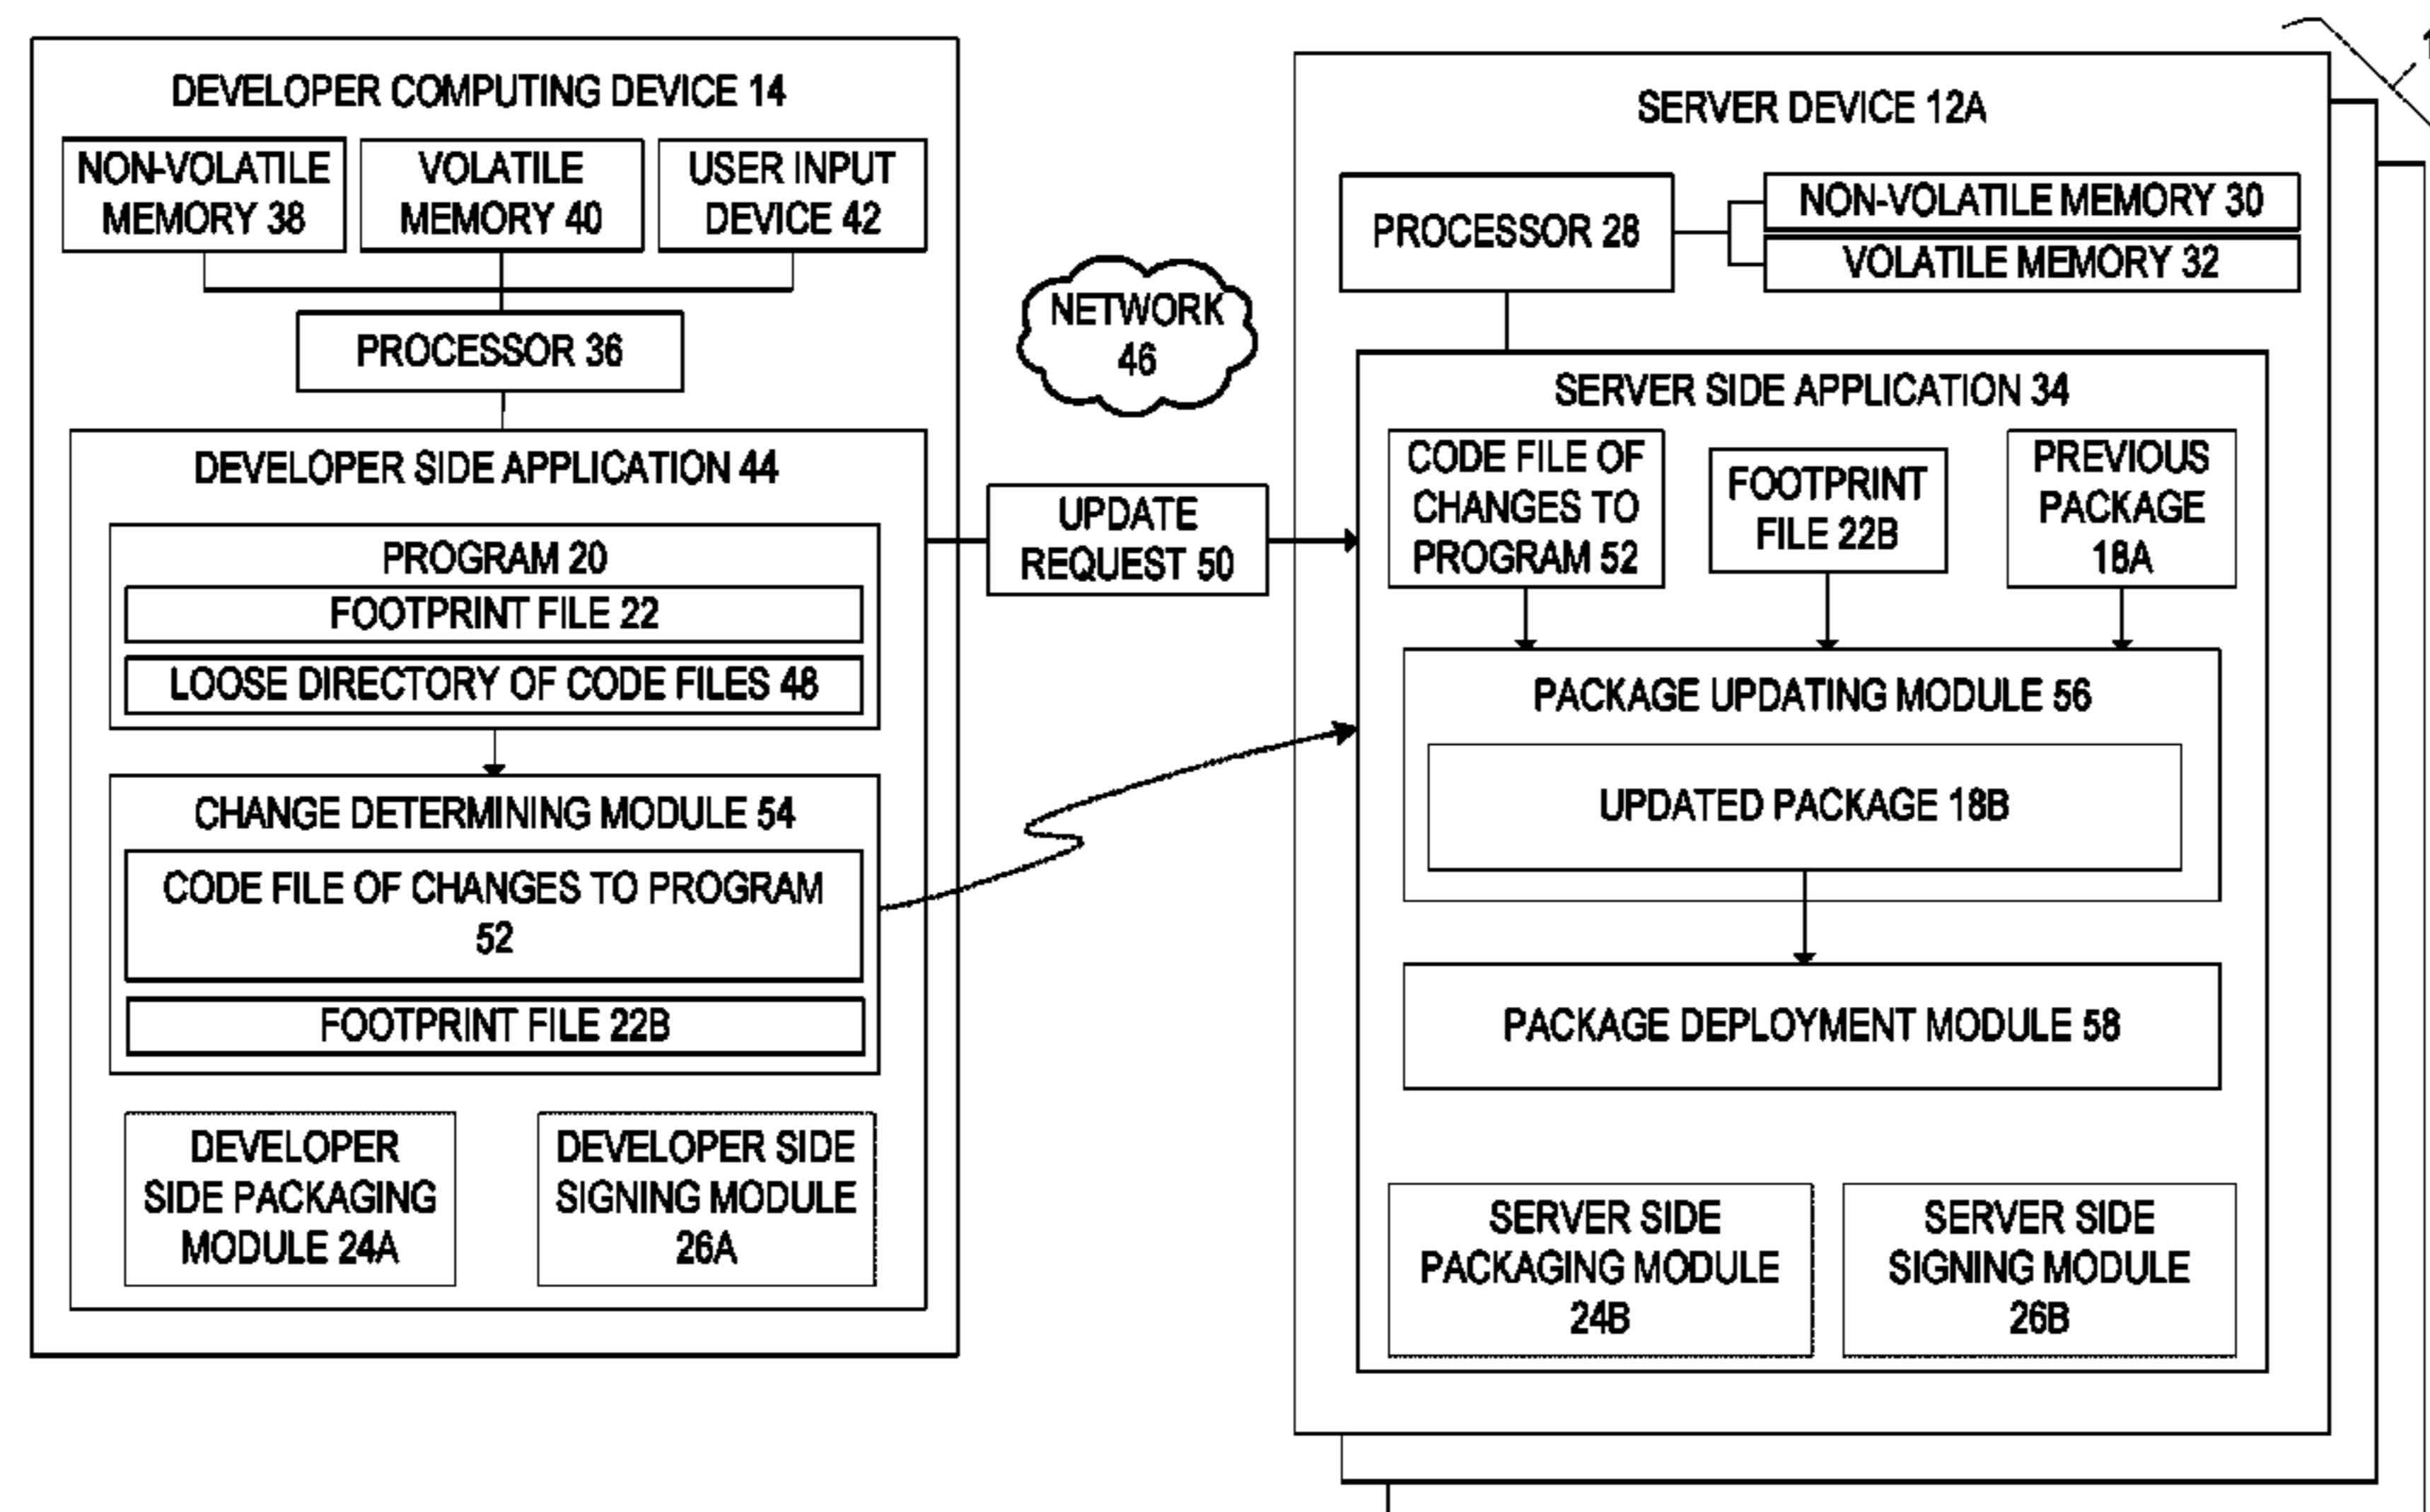 DEVELOPER COMPUTING DEVICE 14
NON-VOLATILE
MEMORY 38
VOLATILE
MEMORY 40
USER INPUT
DEVICE 42
PROCESSOR 36
DEVELOPER SIDE APPLICATION 44
PROGRAM 20
FOOTPRINT FILE 22
LOOSE DIRECTORY OF CODE FILES 48
CHANGE DETERMINING MODULE 54
CODE FILE OF CHANGES TO PROGRAM
52
FOOTPRINT FILE 22B
DEVELOPER
SIDE PACKAGING
MODULE 24A
DEVELOPER SIDE
SIGNING MODULE
26A
NETWORK
46
UPDATE
REQUEST 50
SERVER DEVICE 12A
PROCESSOR 28
NON-VOLATILE MEMORY 30
VOLATILE MEMORY 32
SERVER SIDE APPLICATION 34
CODE FILE OF
CHANGES TO
PROGRAM 52
FOOTPRINT
FILE 22B
PREVIOUS
PACKAGE
18A
PACKAGE UPDATING MODULE 56
UPDATED PACKAGE 18B
PACKAGE DEPLOYMENT MODULE 58
SERVER SIDE
PACKAGING MODULE
24B
SERVER SIDE
SIGNING MODULE
26B